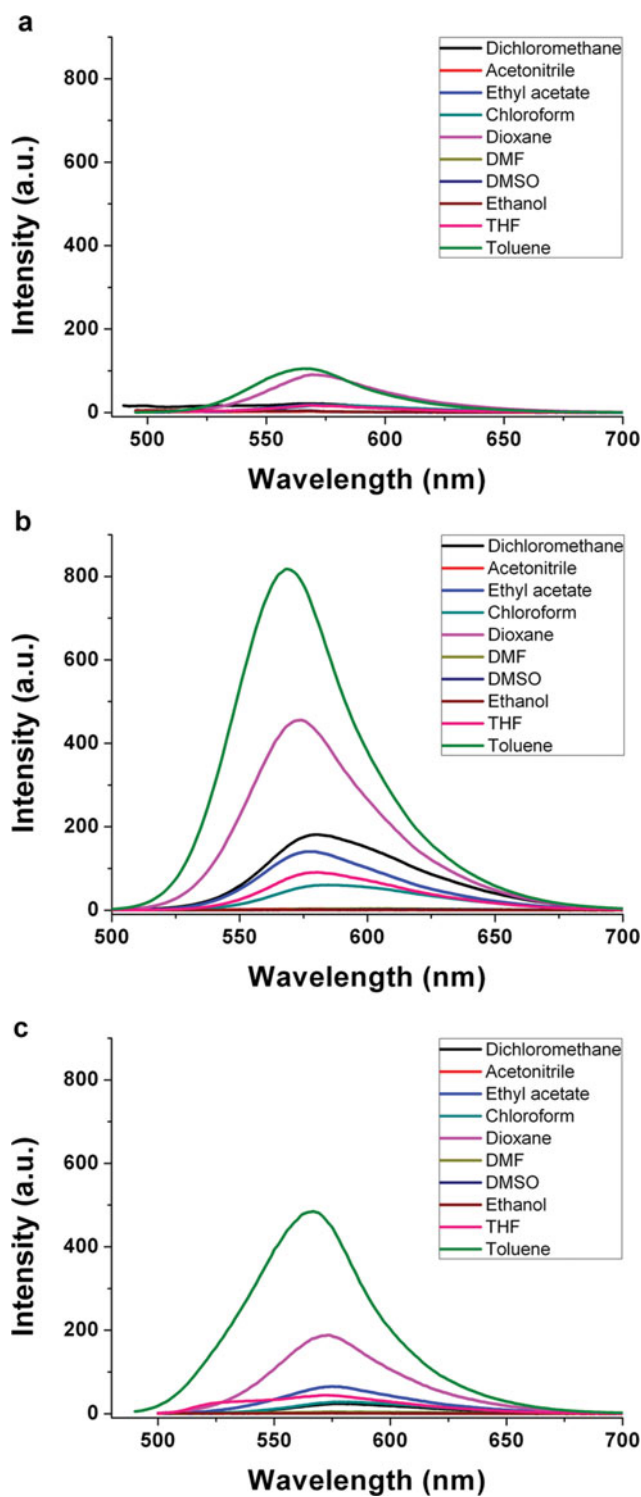 a
800
600
400
200
0
Intensity (a.u.)
Dichloromethane
Acetonitrile
Ethyl acetate
Chloroform
Dioxane
DMF
DMSO
Ethanol
THF
Toluene
500 550 600 650 700
Wavelength (nm)
b
800
600
400
200
0
Intensity (a.u.)
Dichloromethane
Acetonitrile
Ethyl acetate
Chloroform
Dioxane
DMF
DMSO
Ethanol
THF
Toluene
500 550 600 650 700
Wavelength (nm)
c
800
600
400
200
0
Intensity (a.u.)
Dichloromethane
Acetonitrile
Ethyl acetate
Chloroform
Dioxane
DMF
DMSO
Ethanol
THF
Toluene
500 550 600 650 700
Wavelength (nm)